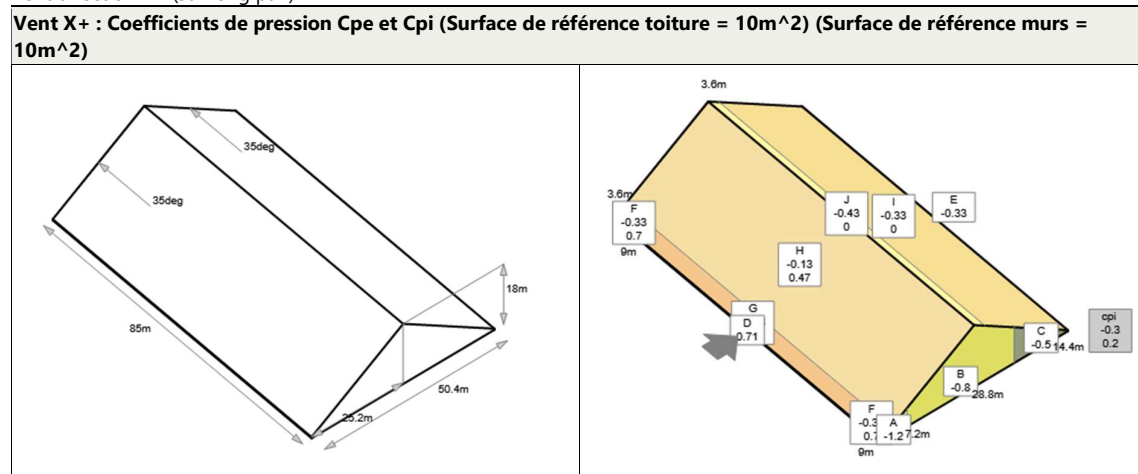 Vent X+ : Coefficients de pression Cpe et Cpi (Surface de référence toiture = 10m^2) (Surface de référence murs =
10m^2)
35deg
35deg
18m
85m
50.4m
25.2m
3.6m
3.6m
F
-0.33
0.7
9m
J
-0.43
0
I
-0.33
0
E
-0.33
H
-0.13
0.47
G
D
0.71
cpi
-0.3
0.2
C
-0.5
14.4m
B
-0.8
28.8m
F
A
-1.2
7.2m
9m